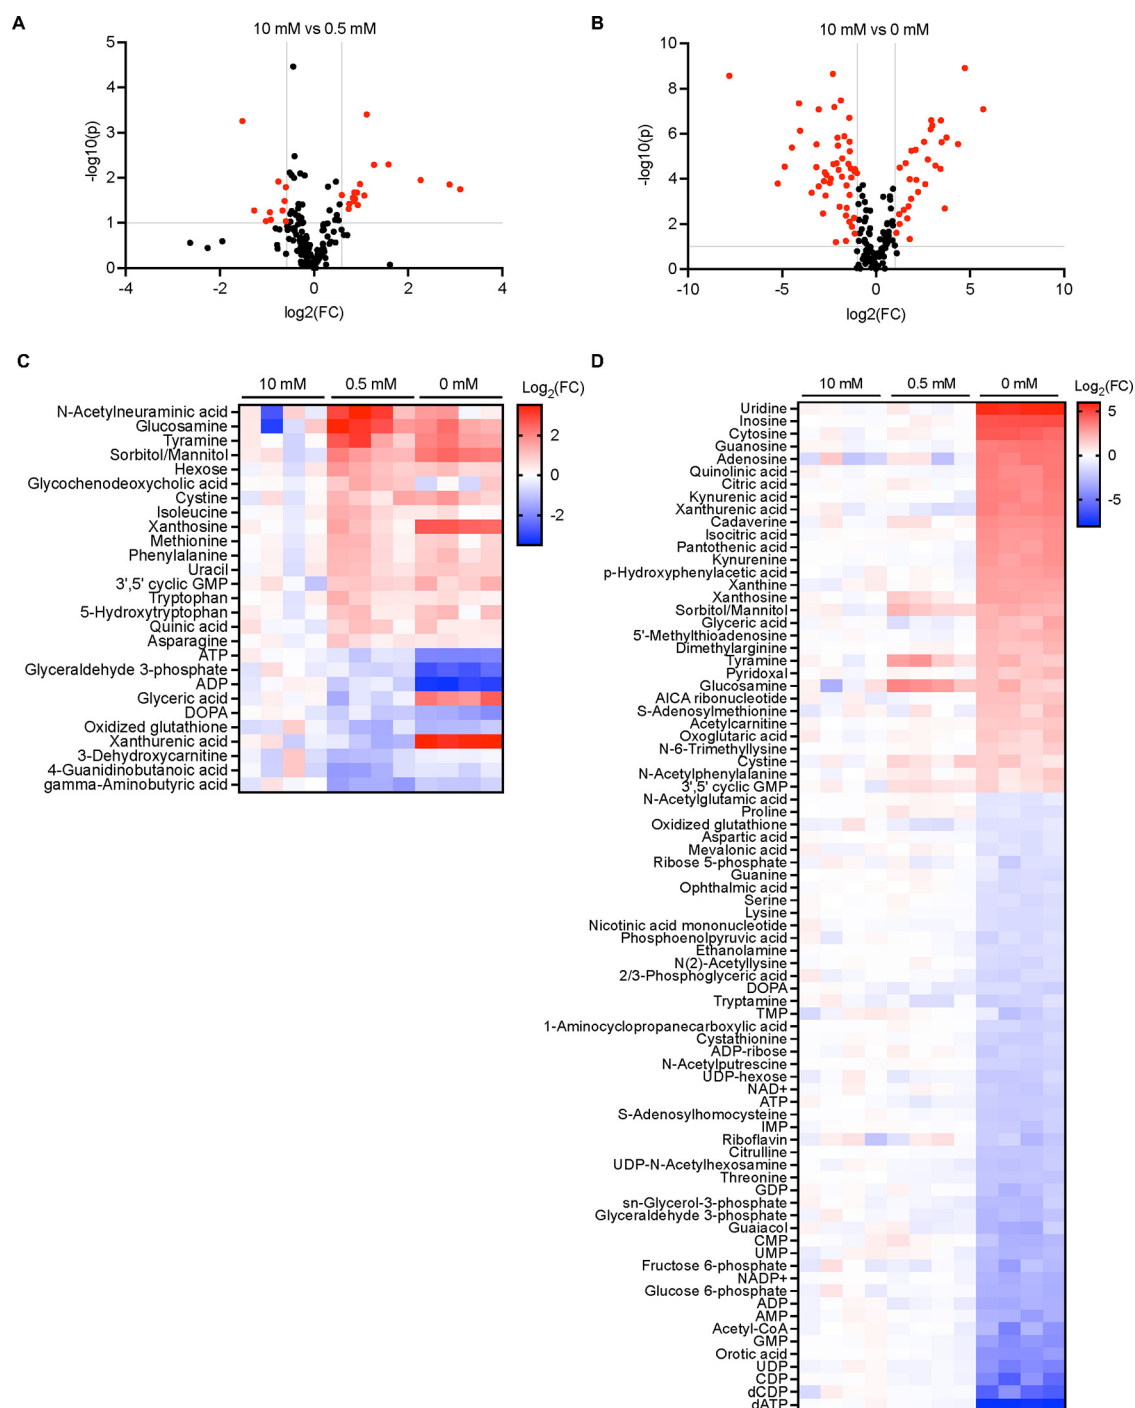 A
10 mM vs 0.5 mM
5
4
3
2
1
0
-4
-2
0
2
4
-log10(p)
log2(FC)
B
10 mM vs 0 mM
10
8
6
4
2
0
-10
-5
0
5
10
-log10(p)
log2(FC)
C
10 mM
0.5 mM
0 mM
Log2(FC)
2
0
-2
N-Acetylneuraminic acid
Glucosamine
Tyramine
Sorbitol/Mannitol
Hexose
Glycochenodeoxycholic acid
Cystine
Isoleucine
Xanthosine
Methionine
Phenylalanine
Uracil
3',5' cyclic GMP
Tryptophan
5-Hydroxytryptophan
Quinic acid
Asparagine
ATP
Glyceraldehyde 3-phosphate
ADP
Glyceric acid
DOPA
Oxidized glutathione
Xanthurenic acid
3-Dehydroxycarnitine
4-Guanidinobutanoic acid
gamma-Aminobutyric acid
D
10 mM
0.5 mM
0 mM
Log2(FC)
5
0
-5
Uridine
Inosine
Cytosine
Guanosine
Adenosine
Quinolinic acid
Citric acid
Kynurenic acid
Xanthurenic acid
Cadaverine
Isocitric acid
Pantothenic acid
Kynurenine
p-Hydroxyphenylacetic acid
Xanthine
Xanthosine
Sorbitol/Mannitol
Glyceric acid
5'-Methylthioadenosine
Dimethylarginine
Tyramine
Pyridoxal
Glucosamine
AICA ribonucleotide
S-Adenosylmethionine
Acetylcarnitine
Oxoglutaric acid
N-6-Trimethyllysine
Cystine
N-Acetylphenylalanine
3',5' cyclic GMP
N-Acetylglutamic acid
Proline
Oxidized glutathione
Aspartic acid
Mevalonic acid
Ribose 5-phosphate
Guanine
Ophthalmic acid
Serine
Lysine
Nicotinic acid mononucleotide
Phosphoenolpyruvic acid
Ethanolamine
N(2)-Acetyllysine
2/3-Phosphoglyceric acid
DOPA
Tryptamine
TMP
1-Aminocyclopropanecarboxylic acid
Cystathionine
ADP-ribose
N-Acetylputrescine
UDP-hexose
NAD+
ATP
S-Adenosylhomocysteine
IMP
Riboflavin
Citrulline
UDP-N-Acetylhexosamine
Threonine
GDP
sn-Glycerol-3-phosphate
Glyceraldehyde 3-phosphate
Guaiacol
CMP
UMP
Fructose 6-phosphate
NADP+
Glucose 6-phosphate
ADP
AMP
Acetyl-CoA
GMP
Orotic acid
UDP
CDP
dCDP
dATP